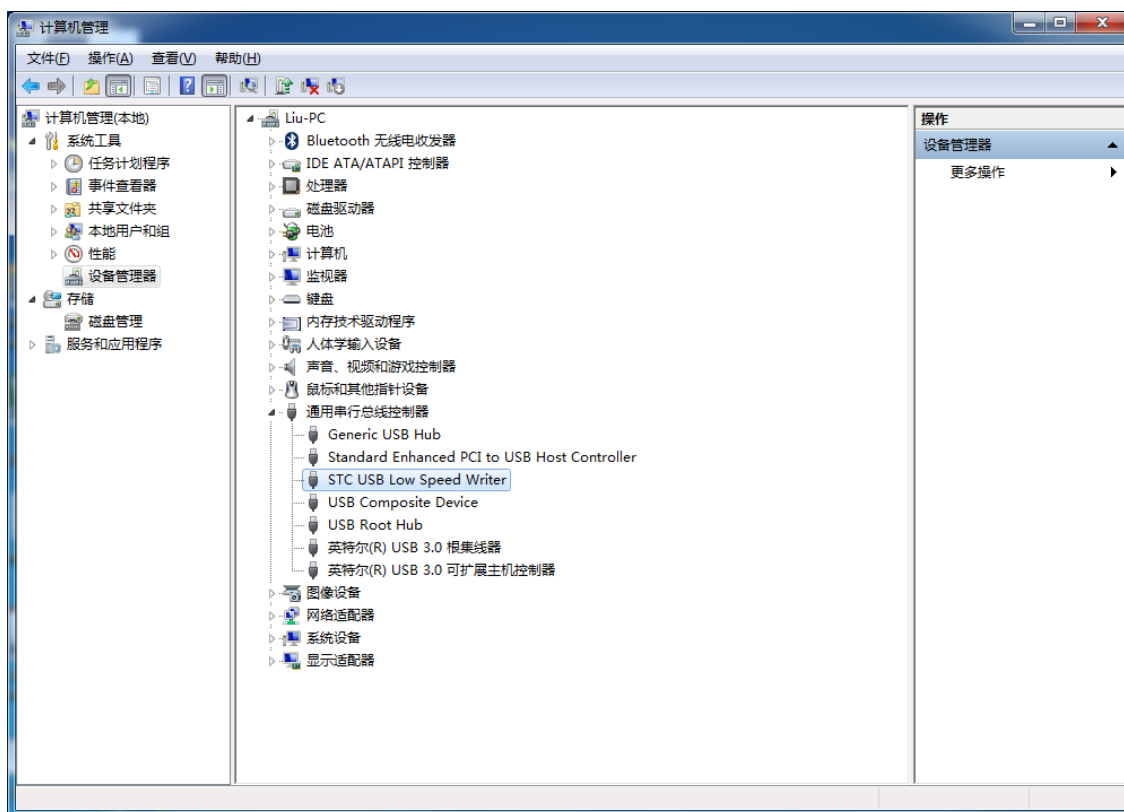 计算机管理
文件(F) 操作(A) 查看(V) 帮助(H)
计算机管理(本地)
系统工具
任务计划程序
事件查看器
共享文件夹
本地用户和组
性能
设备管理器
存储
磁盘管理
服务和应用程序
Liu-PC
Bluetooth 无线电收发器
IDE ATA/ATAPI 控制器
处理器
磁盘驱动器
电池
计算机
监视器
键盘
内存技术驱动程序
人体学输入设备
声音、视频和游戏控制器
鼠标和其他指针设备
通用串行总线控制器
Generic USB Hub
Standard Enhanced PCI to USB Host Controller
STC USB Low Speed Writer
USB Composite Device
USB Root Hub
英特尔(R) USB 3.0 根集线器
英特尔(R) USB 3.0 可扩展主机控制器
图像设备
网络适配器
系统设备
显示适配器
操作
设备管理器
更多操作